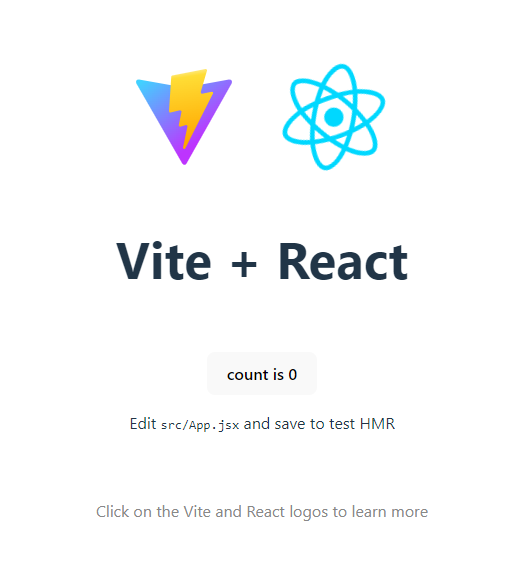 Vite + React
count is 0
Edit src/App.jsx and save to test HMR
Click on the Vite and React logos to learn more